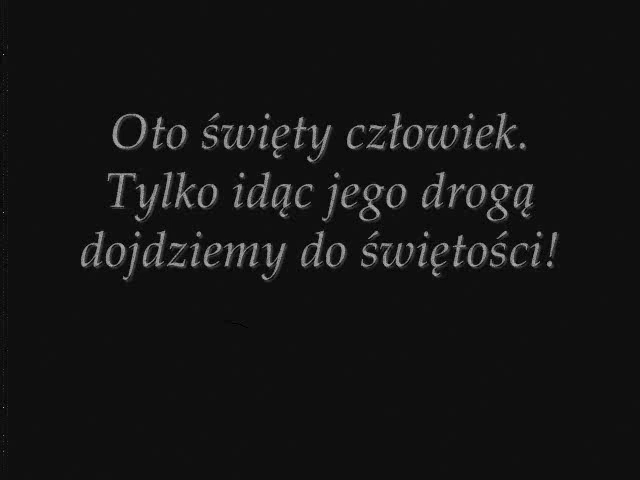 Oto święty człowiek.
Tylko idąc jego drogą
dojdziemy do świętości!